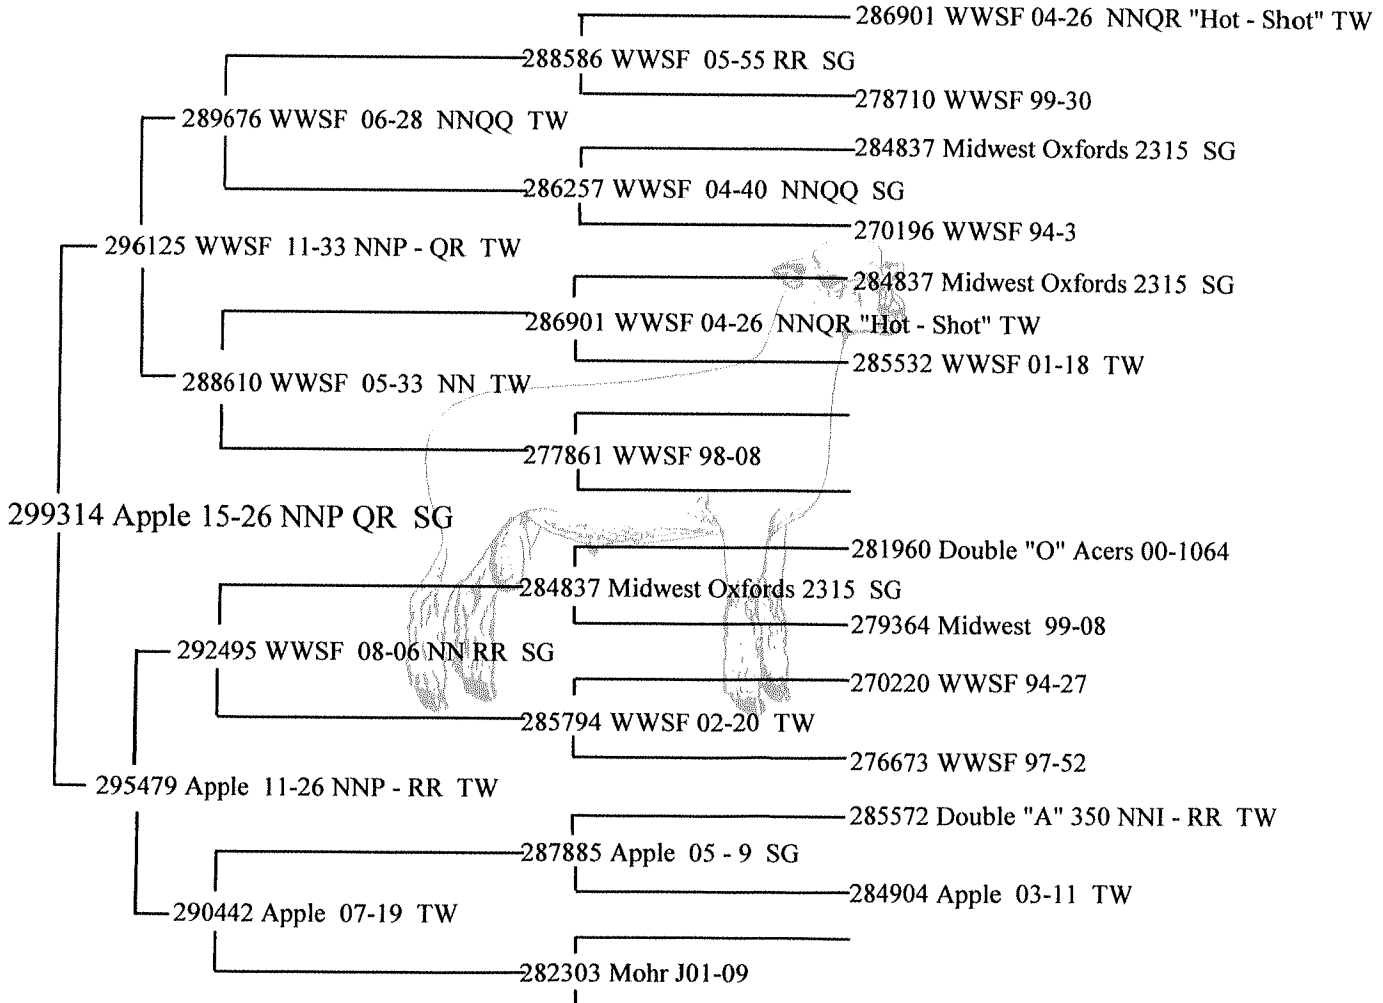 286901 WWSF 04-26 NNQR "Hot - Shot" TW
288586 WWSF 05-55 RR SG
278710 WWSF 99-30
289676 WWSF 06-28 NNQQ TW
284837 Midwest Oxfords 2315 SG
286257 WWSF 04-40 NNQQ SG
270196 WWSF 94-3
296125 WWSF 11-33 NNP - QR TW
284837 Midwest Oxfords 2315 SG
286901 WWSF 04-26 NNQR "Hot - Shot" TW
285532 WWSF 01-18 TW
288610 WWSF 05-33 NN TW
277861 WWSF 98-08
299314 Apple 15-26 NNP QR SG
281960 Double "O" Acers 00-1064
284837 Midwest Oxfords 2315 SG
279364 Midwest 99-08
292495 WWSF 08-06 NN RR SG
270220 WWSF 94-27
285794 WWSF 02-20 TW
276673 WWSF 97-52
295479 Apple 11-26 NNP - RR TW
285572 Double "A" 350 NNI - RR TW
287885 Apple 05 - 9 SG
284904 Apple 03-11 TW
290442 Apple 07-19 TW
282303 Mohr J01-09